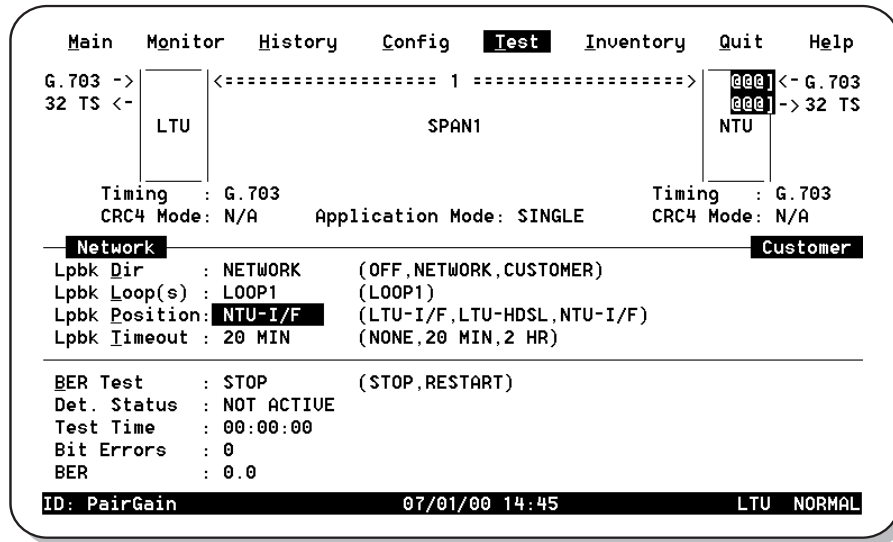 Main Monitor History Config Test Inventory Quit Help
G.703 -> <==================== 1 ===================> @@@]<- G.703
32 TS <- @@@]-> 32 TS
LTU SPAN1 NTU
Timing : G.703 Timing : G.703
CRC4 Mode: N/A Application Mode: SINGLE CRC4 Mode: N/A
Network Customer
Lpbk Dir : NETWORK (OFF,NETWORK,CUSTOMER)
Lpbk Loop(s) : LOOP1 (LOOP1)
Lpbk Position: NTU-I/F (LTU-I/F,LTU-HDSL,NTU-I/F)
Lpbk Timeout : 20 MIN (NONE,20 MIN,2 HR)
BER Test : STOP (STOP,RESTART)
Det. Status : NOT ACTIVE
Test Time : 00:00:00
Bit Errors : 0
BER : 0.0
ID: PairGain 07/01/00 14:45 LTU NORMAL